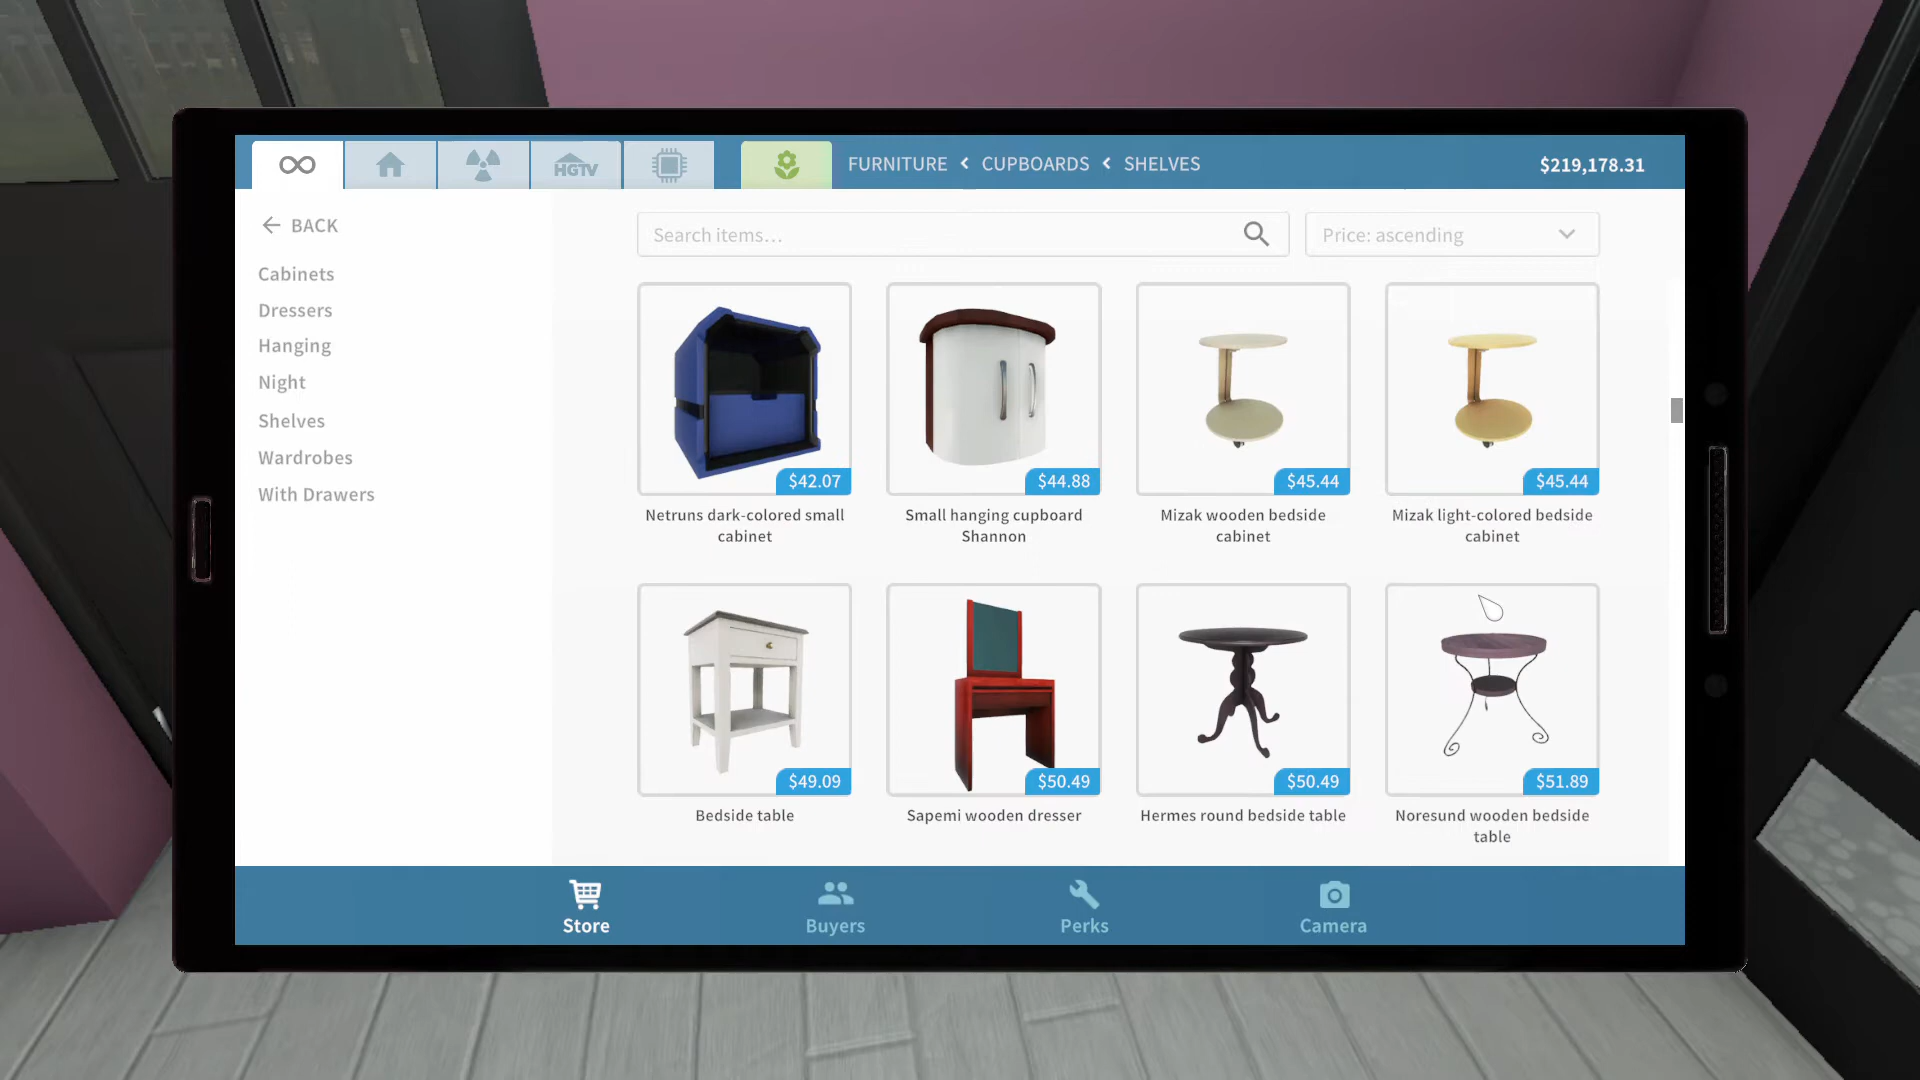 HGTV
FURNITURE < CUPBOARDS < SHELVES
$219,178.31
BACK
Cabinets
Dressers
Hanging
Night
Shelves
Wardrobes
With Drawers
Search items...
Price: ascending
$42.07
Netruns dark-colored small
cabinet
$44.88
Small hanging cupboard
Shannon
$45.44
Mizak wooden bedside
cabinet
$45.44
Mizak light-colored bedside
cabinet
$49.09
Bedside table
$50.49
Sapemi wooden dresser
$50.49
Hermes round bedside table
$51.89
Noresund wooden bedside
table
Store
Buyers
Perks
Camera